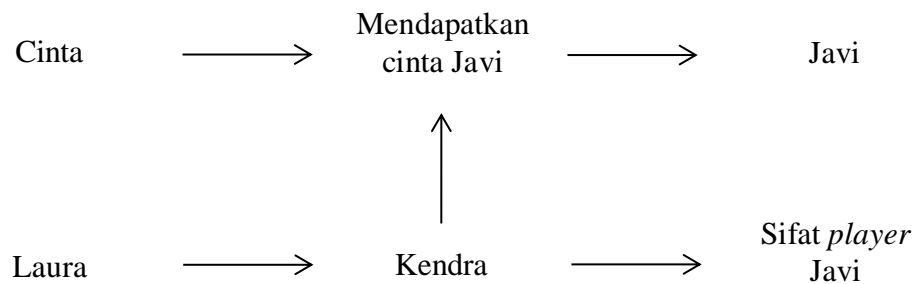 Cinta
Mendapatkan
cinta Javi
Javi
Laura
Kendra
Sifat player
Javi